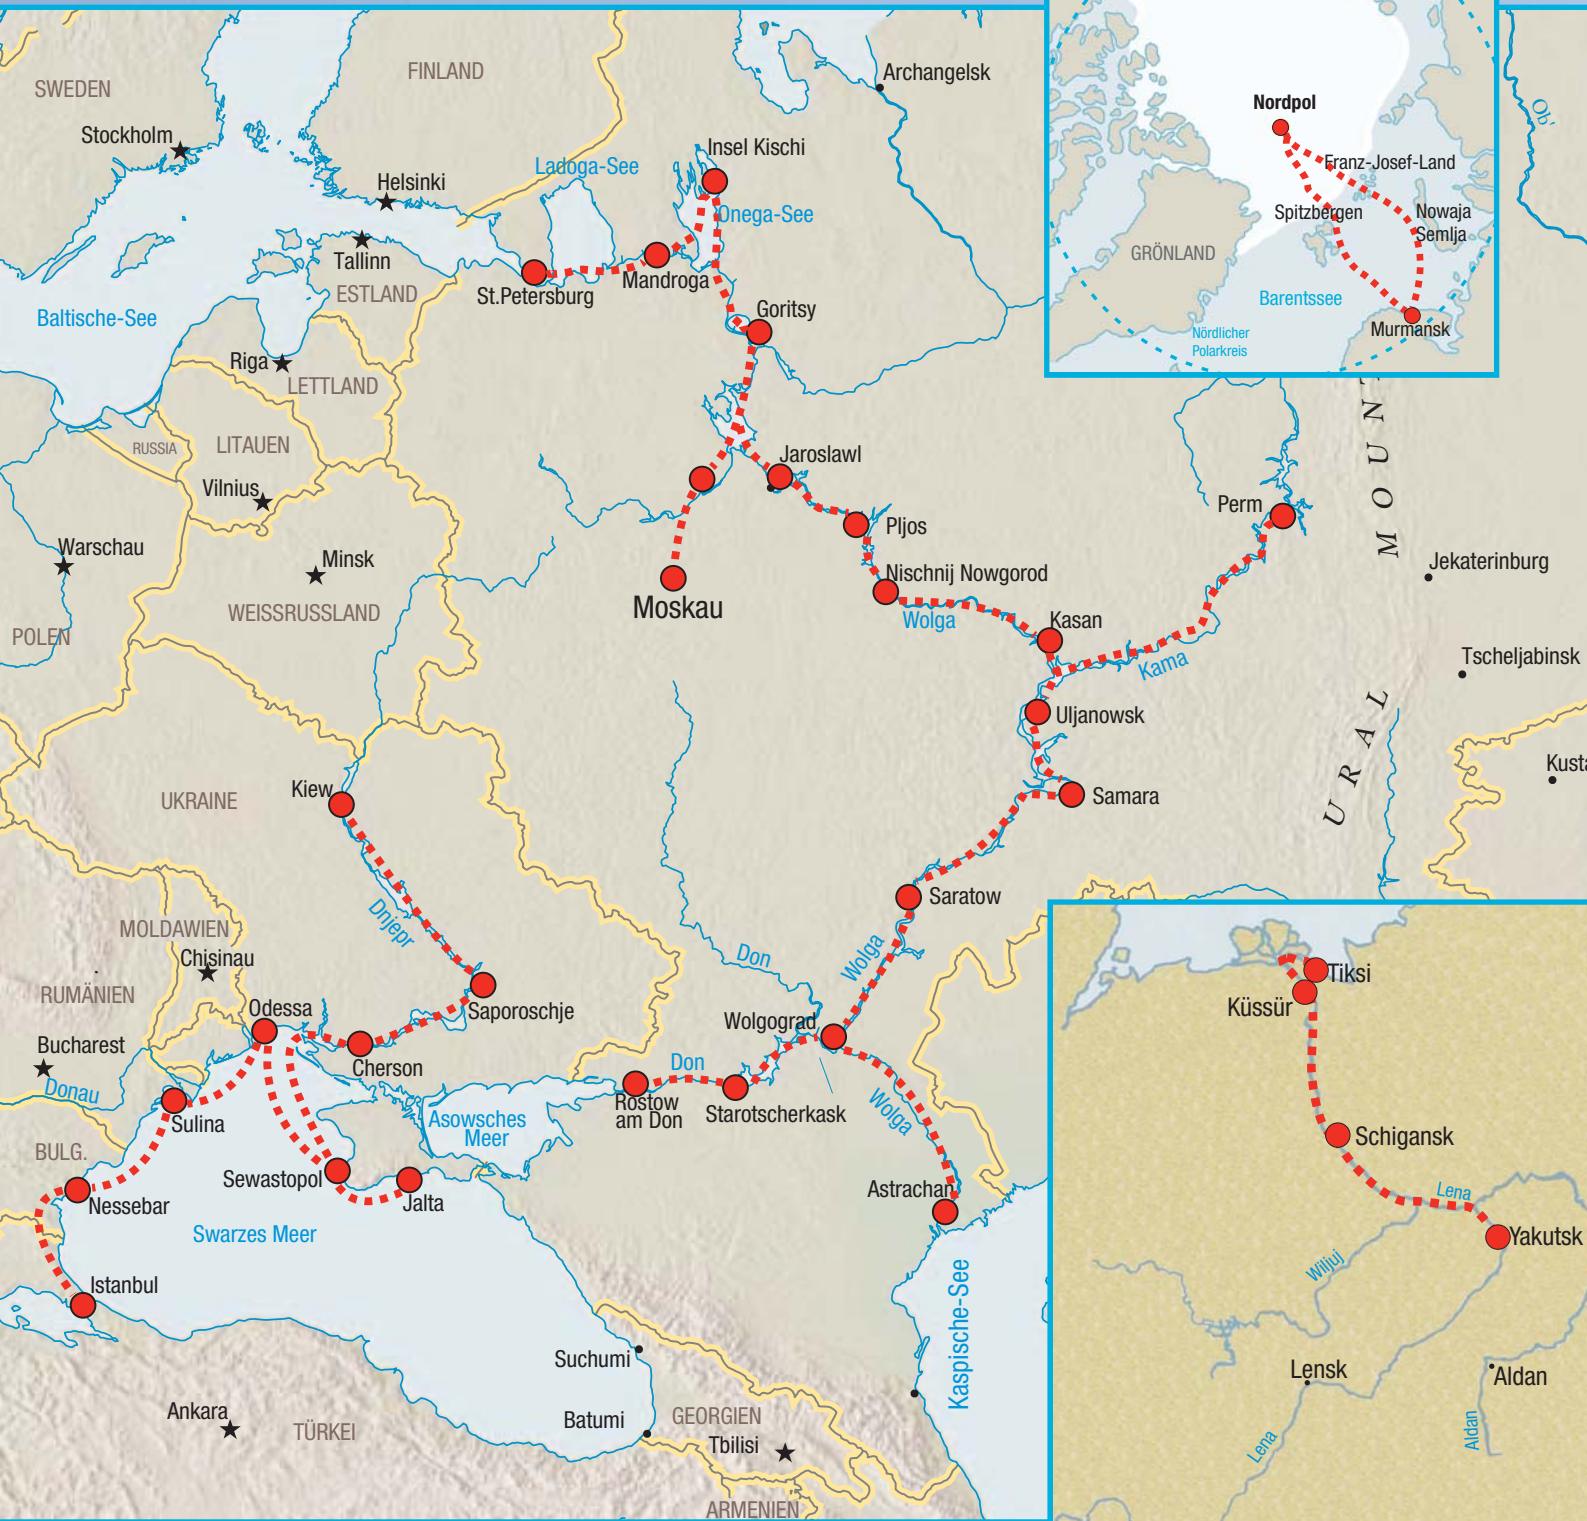 SWEDEN
FINLAND
Archangelsk
Stockholm
Helsinki
Ladoga-See
Insel Kischi
Onega-See
Tallinn
ESTLAND
St.Petersburg
Mandroga
Baltische-See
Goritsy
Riga
LETTLAND
RUSSIA
LITAUEN
Vilnius
Jaroslawl
Pljos
Perm
Warschau
Minsk
WEISSRUSSLAND
POLEN
Moskau
Nischnij Nowgorod
Wolga
Kasan
Kama
Jekaterinburg
Tscheljabinsk
Uljanowsk
Samara
URAL
MOUN
Kusta
Kiew
UKRAINE
Dnjepr
Saratow
MOLDAWIEN
Chisinau
RUMÄNIEN
Bucharest
Donau
Odessa
Saporoschje
Cherson
Don
Wolga
Wolgograd
Don
Rostow
am Don
Starotscherkask
Wolga
Asowsches
Meer
Sulina
BULG.
Nessebar
Sewastopol
Jalta
Astrachan
Swarzes Meer
Istanbul
Kaspische-See
Suchumi
Ankara
TÜRKEI
Batumi
GEORGIEN
Tbilisi
ARMENIEN
Nordpol
Franz-Josef-Land
Spitzbergen
Nowaja
Semlja
GRÖNLAND
Barentssee
Nördlicher
Polarkreis
Murmansk
Ob'
Tiksi
Küssür
Schigansk
Lena
Yakutsk
Wiljuj
Lensk
Aldan
Lena
Aldan